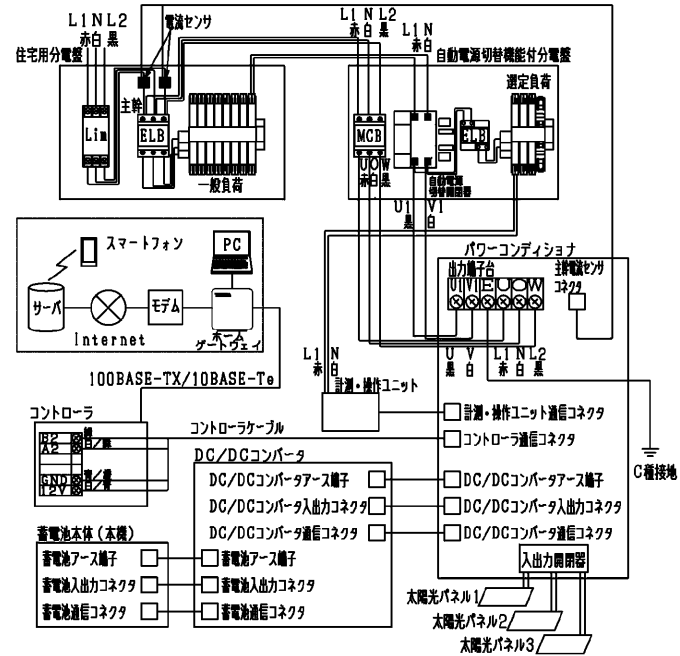 L1 N L2
赤 白 黒
電流センサ
L1 N L2
赤 白 黒
L1 N
赤 白
住宅用分電盤
自動電源切替機能付分電盤
選定負荷
主幹
Lim
ELB
MCB
ELB
一般負荷
U O W
赤 白 黒
自動電源
切替開閉器
U1 V1
黒 白
パワーコンディショナ
スマートフォン
PC
サーバ
モデム
Internet
ホーム
ゲートウェイ
出力端子台
U1 V1 E U O W
主幹電流センサ
コネクタ
L1 N
赤 白
U V
黒 白
L1 N L2
赤 白 黒
100BASE-TX/10BASE-Te
計測・操作ユニット
コントローラ
コントローラケーブル
計測・操作ユニット通信コネクタ
コントローラ通信コネクタ
B2
A2
GND
12V
C種接地
DC/DCコンバータ
DC/DCコンバータアース端子
DC/DCコンバータアース端子
DC/DCコンバータ入出力コネクタ
DC/DCコンバータ入出力コネクタ
DC/DCコンバータ通信コネクタ
DC/DCコンバータ通信コネクタ
蓄電池本体(本機)
蓄電池アース端子
蓄電池アース端子
蓄電池入出力コネクタ
蓄電池入出力コネクタ
蓄電池通信コネクタ
蓄電池通信コネクタ
入出力開閉器
太陽光パネル1
太陽光パネル2
太陽光パネル3